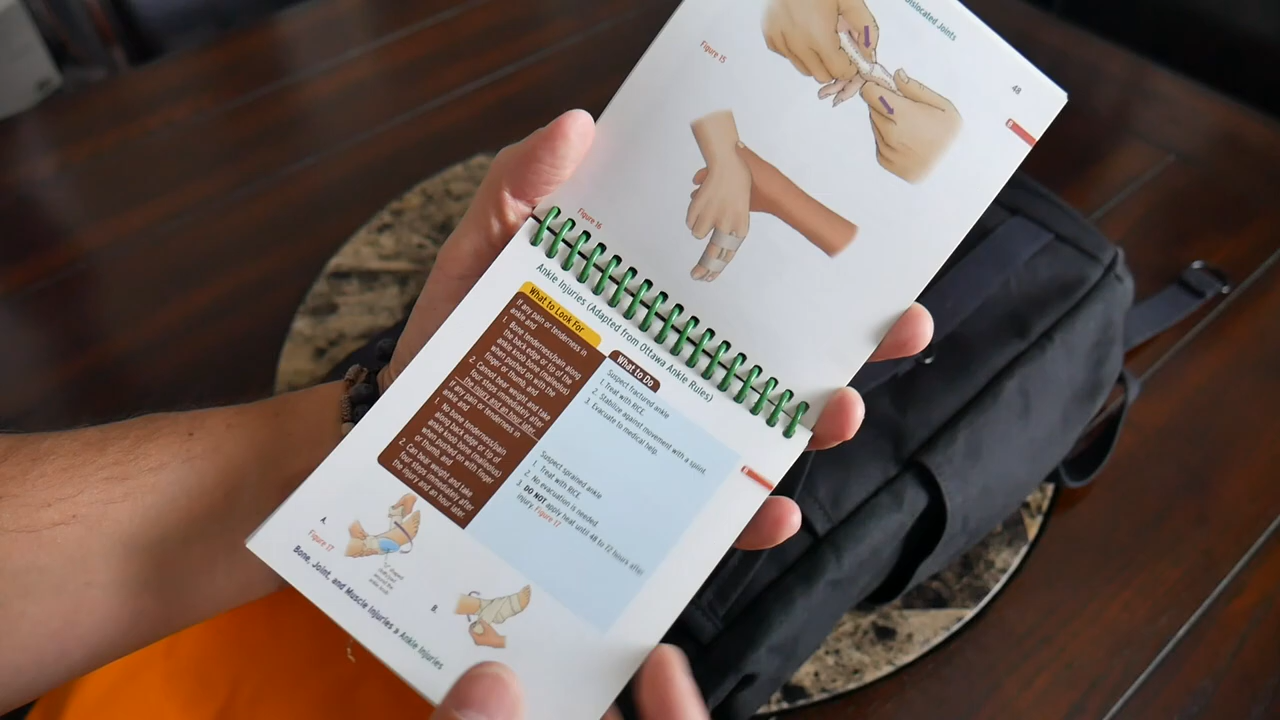 Dislocated Joints
48
Figure 15
Figure 16
Ankle Injuries (Adapted from Ottawa Ankle Rules)
What to Look For
If any pain or tenderness in
ankle and
1. Bone tenderness/pain along
the back edge or tip of the
ankle knob bone (malleolus)
when pushed on with the
finger or thumb, and
2. Cannot bear weight and take
four steps immediately after
the injury and an hour later.
If any pain or tenderness in
ankle and
1. No bone tenderness/pain
along back edge or tip of
ankle knob bone (malleolus)
when pushed on with finger
or thumb, and
2. Can bear weight and take
four steps immediately after
the injury and an hour later.
What to Do
Suspect fractured ankle
1. Treat with RICE.
2. Stabilize against movement with a splint.
3. Evacuate to medical help.
Suspect sprained ankle
1. Treat with RICE.
2. No evacuation is needed.
3. DO NOT apply heat until 48 to 72 hours after
injury. Figure 17
A.
Figure 17
around the
B.
Bone, Joint, and Muscle Injuries » Ankle Injuries